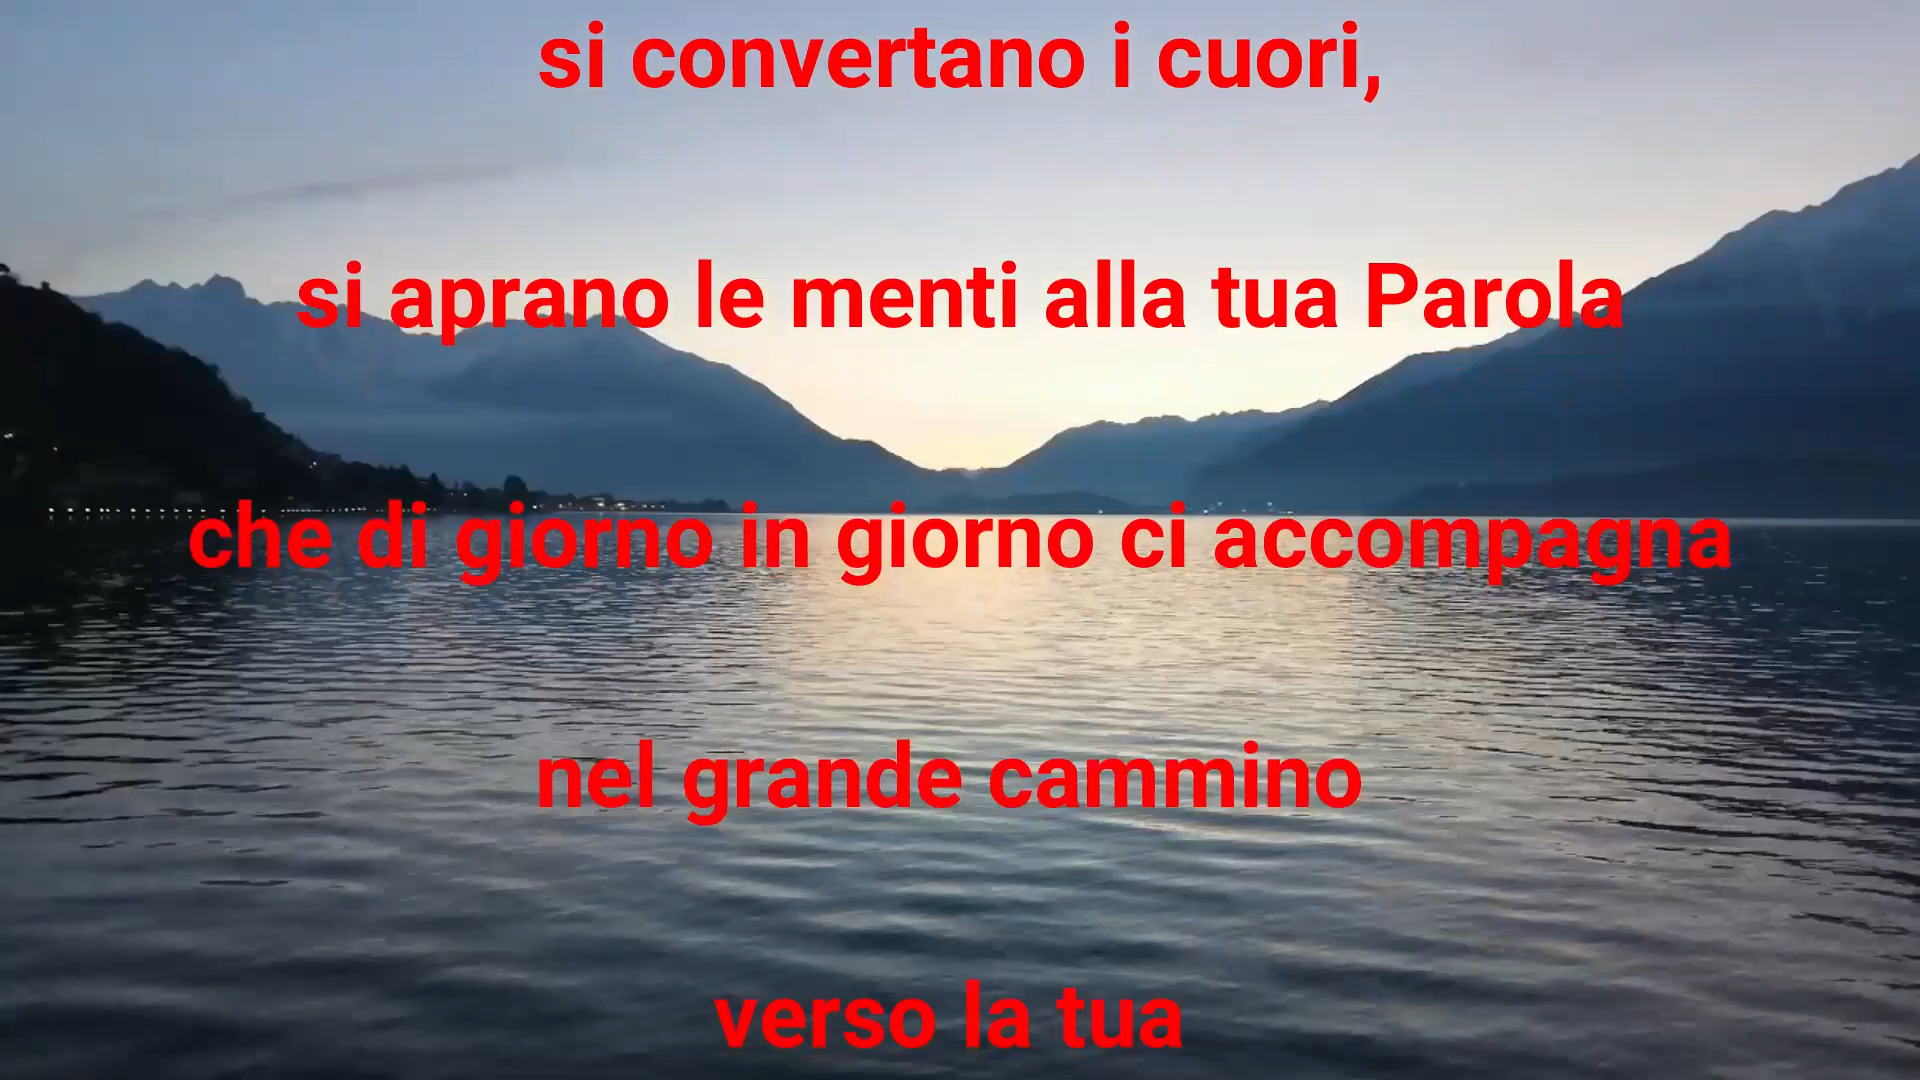 si convertano i cuori,
si aprano le menti alla tua Parola
che di giorno in giorno ci accompagna
nel grande cammino
verso la tua